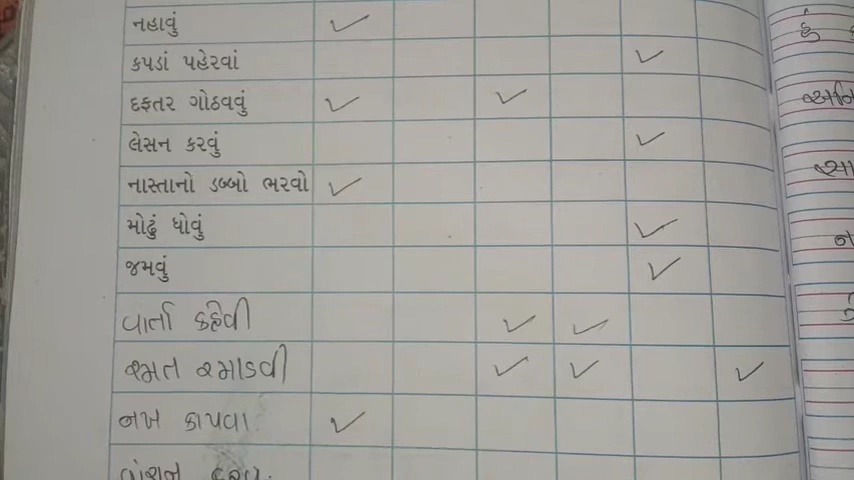 નહાવું ✓
કપડાં પહેરવાં ✓
દફતર ગોઠવવું ✓ ✓
લેસન કરવું ✓
નાસ્તાનો ડબ્બો ભરવો ✓
મોઢું ધોવું ✓
જમવું ✓
વાર્તા કહેવી ✓ ✓
રમત રમાડવી ✓ ✓ ✓
નખ કાપવા ✓